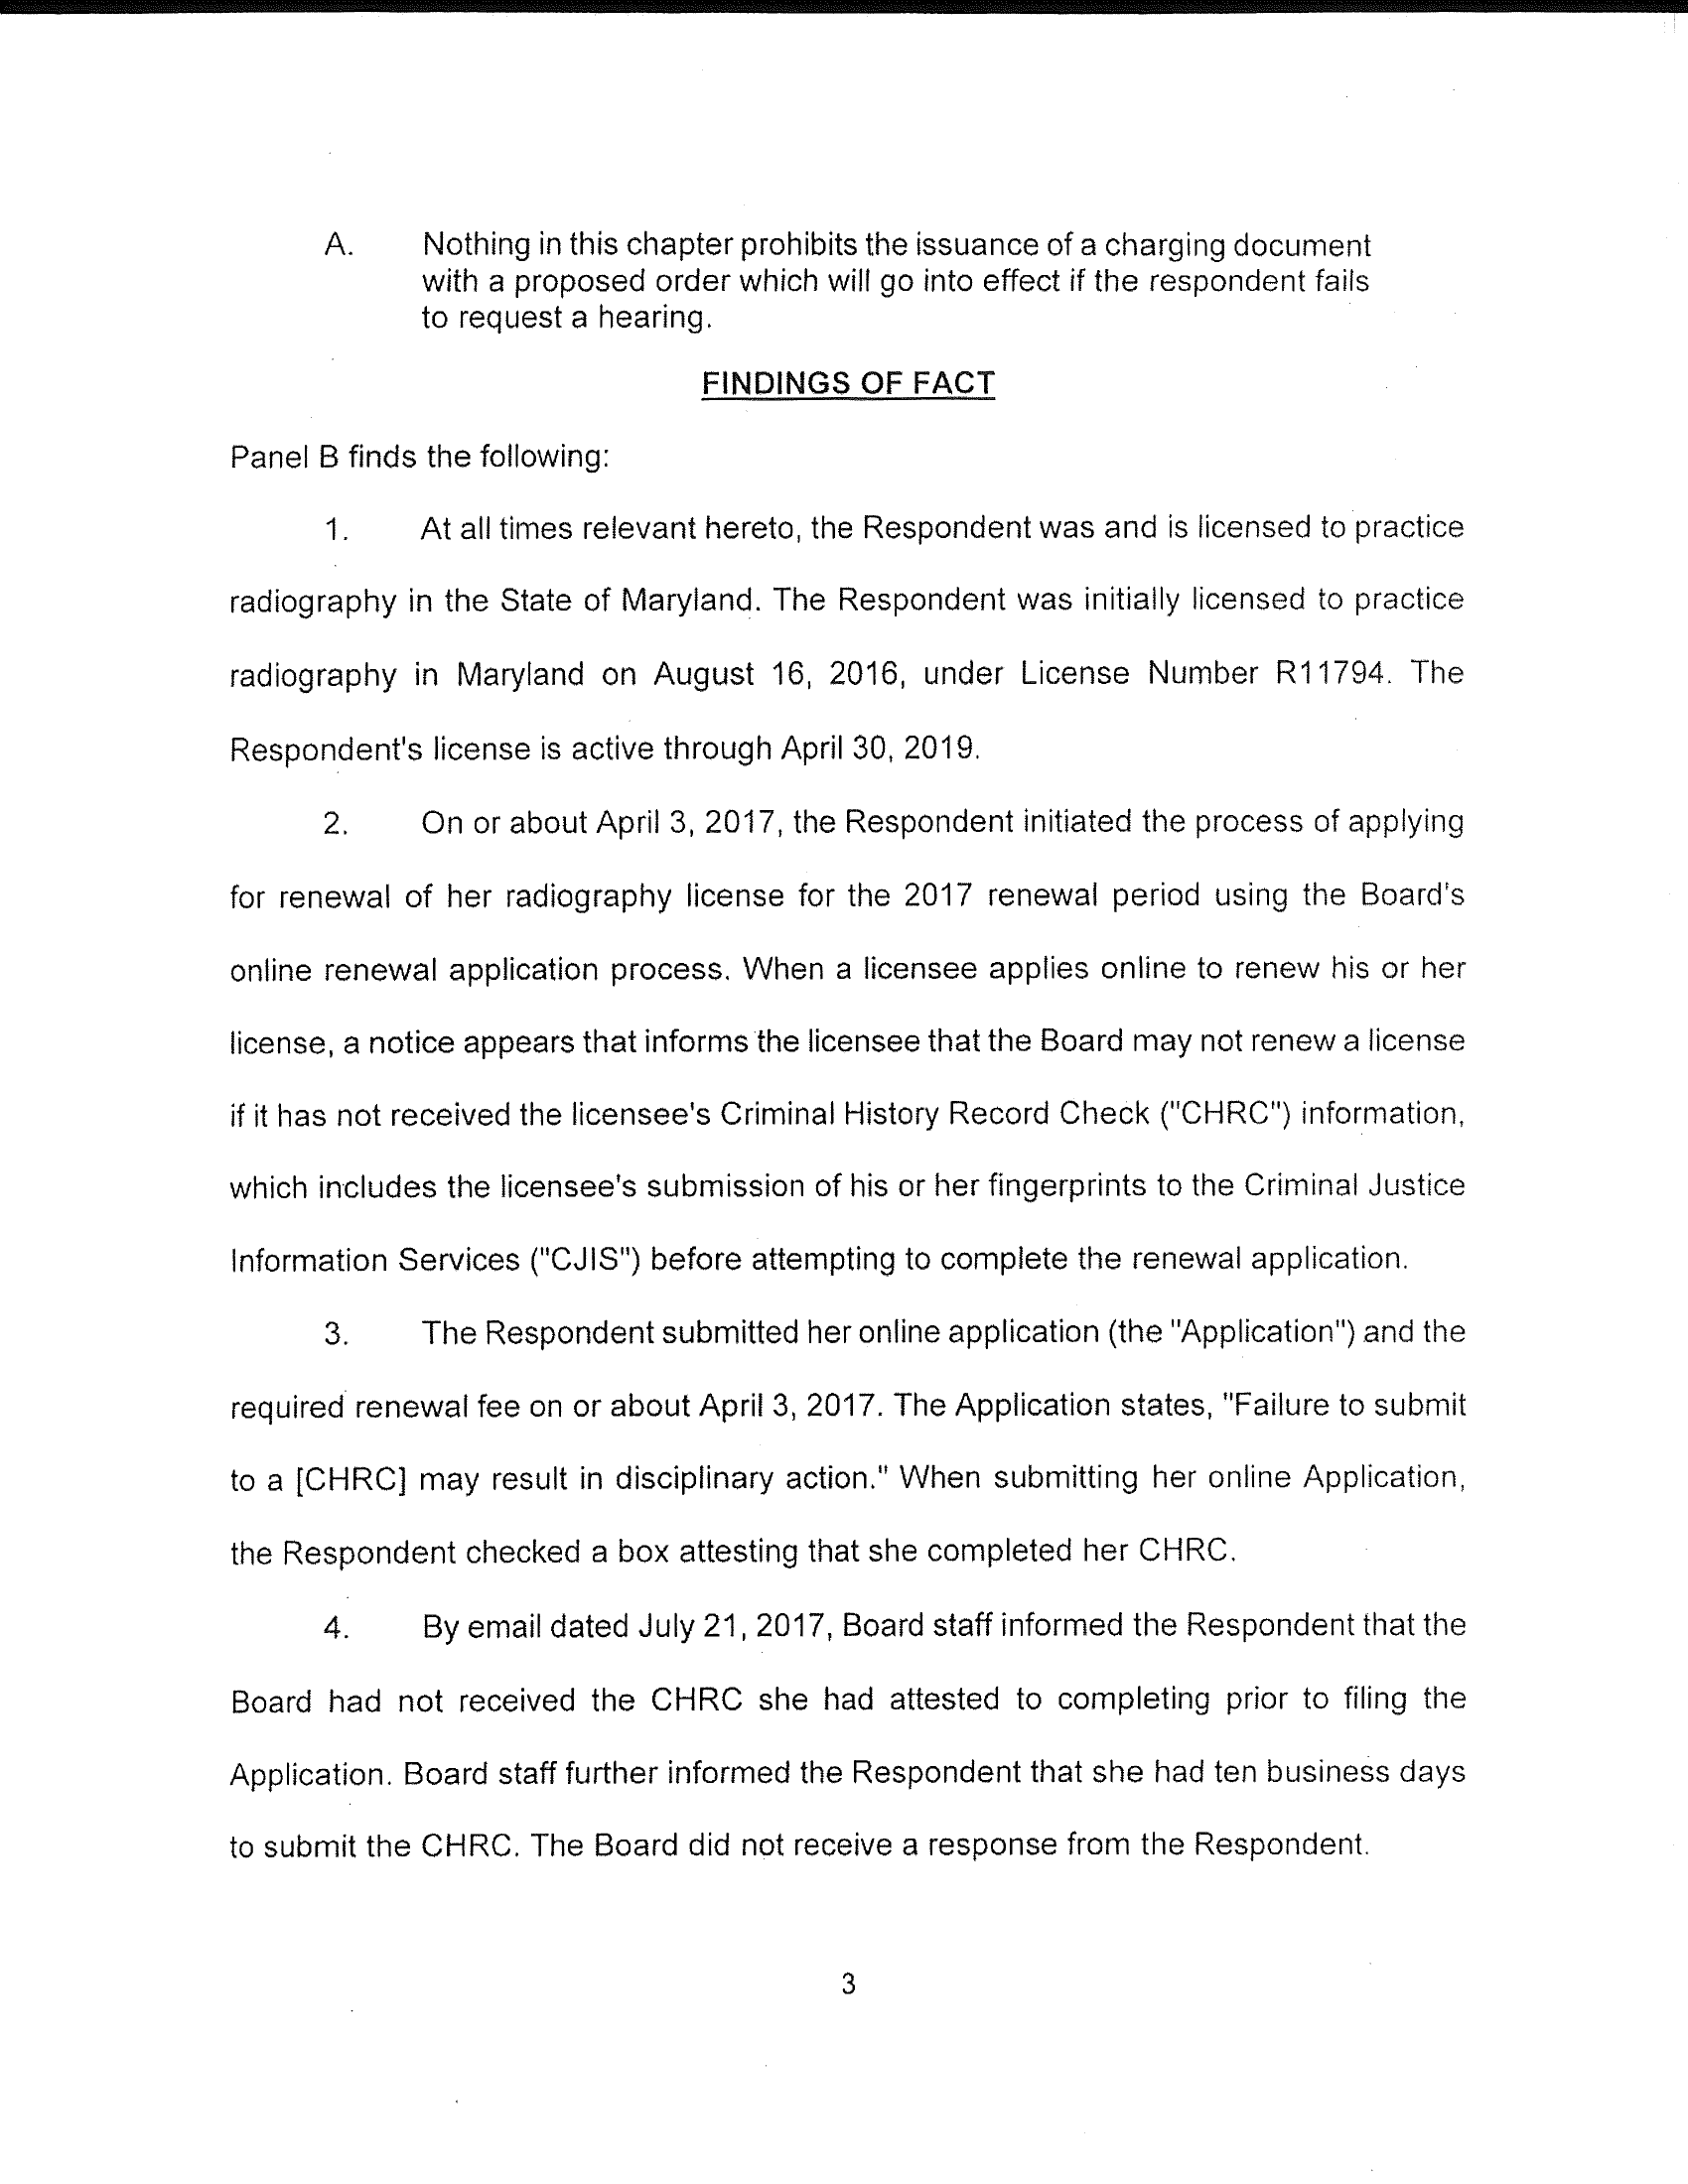 A. Nothing in this chapter prohibits the issuance of a charging document
with a proposed order which will go into effect if the respondent fails
to request a hearing.
FINDINGS OF FACT
Panel B finds the following:
1. At all times relevant hereto, the Respondent was and is licensed to practice
radiography in the State of Maryland. The Respondent was initially licensed to practice
radiography in Maryland on August 16, 2016, under License Number R11794. The
Respondent's license is active through April 30, 2019.
2. On or about April 3, 2017, the Respondent initiated the process of applying
for renewal of her radiography license for the 2017 renewal period using the Board's
online renewal application process. When a licensee applies online to renew his or her
license, a notice appears that informs the licensee that the Board may not renew a license
if it has not received the licensee's Criminal History Record Check ("CHRC") information,
which includes the licensee's submission of his or her fingerprints to the Criminal Justice
Information Services ("CJIS") before attempting to complete the renewal application.
3. The Respondent submitted her online application (the "Application") and the
required renewal fee on or about April 3, 2017. The Application states, "Failure to submit
to a [CHRC] may result in disciplinary action." When submitting her online Application,
the Respondent checked a box attesting that she completed her CHRC.
4. By email dated July 21, 2017, Board staff informed the Respondent that the
Board had not received the CHRC she had attested to completing prior to filing the
Application. Board staff further informed the Respondent that she had ten business days
to submit the CHRC. The Board did not receive a response from the Respondent.
3